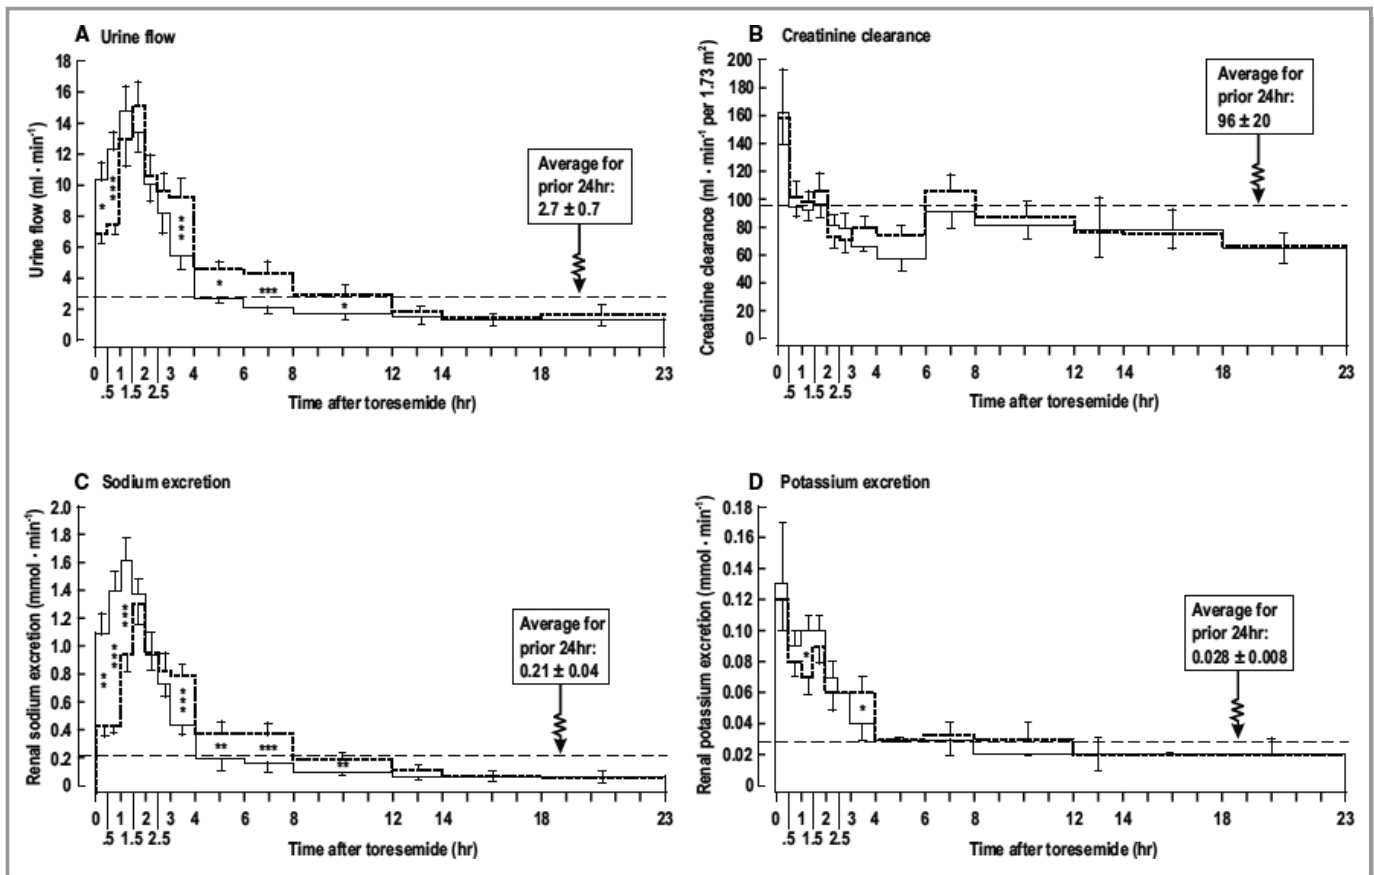 A Urine flow
Urine flow (ml · min⁻¹)
18
16
14
12
10
8
6
4
2
0
*
***
***
*
***
*
Average for
prior 24hr:
2.7 ± 0.7
0 1 2 3 4 6 8 12 14 18 23
.5 1.5 2.5
Time after toresemide (hr)
B Creatinine clearance
Creatinine clearance (ml · min⁻¹ per 1.73 m²)
200
180
160
140
120
100
80
60
40
20
0
Average for
prior 24hr:
96 ± 20
0 1 2 3 4 6 8 12 14 18 23
.5 1.5 2.5
Time after toresemide (hr)
C Sodium excretion
Renal sodium excretion (mmol · min⁻¹)
2.0
1.8
1.6
1.4
1.2
1.0
0.8
0.6
0.4
0.2
0
**
***
***
***
**
***
**
Average for
prior 24hr:
0.21 ± 0.04
0 1 2 3 4 6 8 12 14 18 23
.5 1.5 2.5
Time after toresemide (hr)
D Potassium excretion
Renal potassium excretion (mmol · min⁻¹)
0.18
0.16
0.14
0.12
0.10
0.08
0.06
0.04
0.02
0
*
*
Average for
prior 24hr:
0.028 ± 0.008
0 1 2 3 4 6 8 12 14 18 23
.5 1.5 2.5
Time after toresemide (hr)